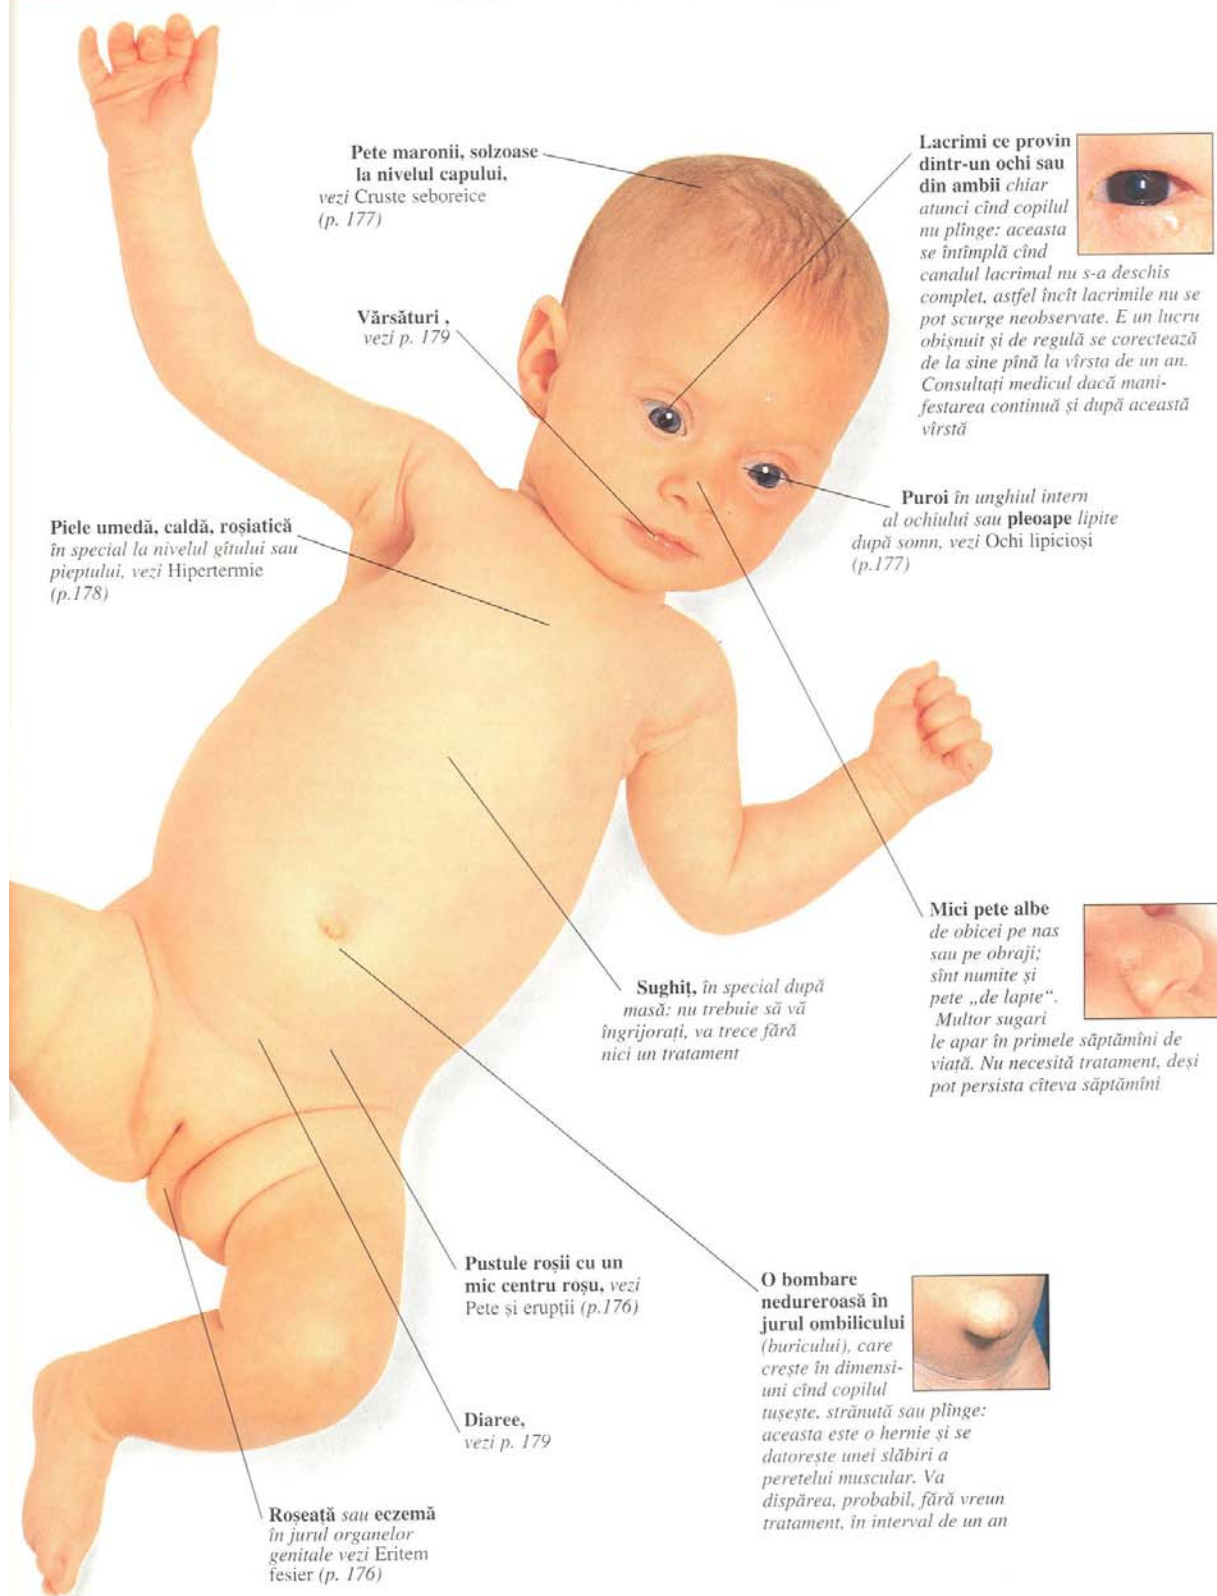 Pete maronii, solzoase
la nivelul capului,
vezi Cruste seboreice
(p. 177)
Lacrimi ce provin
dintr-un ochi sau
din ambii chiar
atunci cînd copilul
nu plînge: aceasta
se întîmplă cînd
canalul lacrimal nu s-a deschis
complet, astfel încît lacrimile nu se
pot scurge neobservate. E un lucru
obișnuit și de regulă se corectează
de la sine pînă la vîrsta de un an.
Consultați medicul dacă mani-
festarea continuă și după această
vîrstă
Vărsături ,
vezi p. 179
Puroi în unghiul intern
al ochiului sau pleoape lipite
după somn, vezi Ochi lipicioși
(p.177)
Piele umedă, caldă, roșiatică
în special la nivelul gîtului sau
pieptului, vezi Hipertermie
(p.178)
Mici pete albe
de obicei pe nas
sau pe obraji;
sînt numite și
pete „de lapte“.
Multor sugari
le apar în primele săptămîni de
viață. Nu necesită tratament, deși
pot persista cîteva săptămîni
Sughiț, în special după
masă: nu trebuie să vă
îngrijorați, va trece fără
nici un tratament
Pustule roșii cu un
mic centru roșu, vezi
Pete și erupții (p.176)
O bombare
nedureroasă în
jurul ombilicului
(buricului), care
crește în dimensi-
uni cînd copilul
tușește, strănută sau plînge:
aceasta este o hernie și se
datorește unei slăbiri a
peretelui muscular. Va
dispărea, probabil, fără vreun
tratament, în interval de un an
Diaree,
vezi p. 179
Roșeață sau eczemă
în jurul organelor
genitale vezi Eritem
fesier (p. 176)